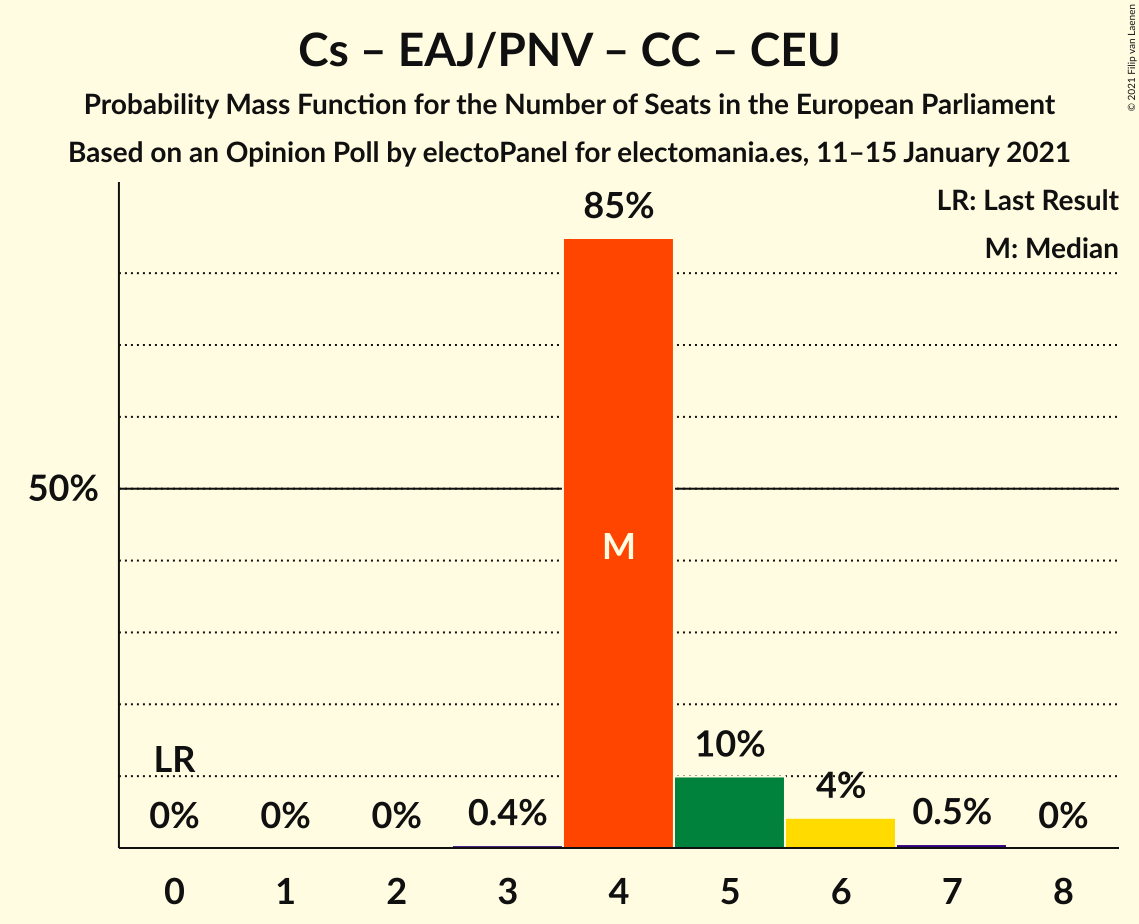 Cs – EAJ/PNV – CC – CEU
Probability Mass Function for the Number of Seats in the European Parliament
Based on an Opinion Poll by electoPanel for electomania.es, 11–15 January 2021
© 2021 Filip van Laenen
LR: Last Result
M: Median
85%
50%
M
LR
10%
4%
0% 0% 0% 0.4% 0.5% 0%
0 1 2 3 4 5 6 7 8